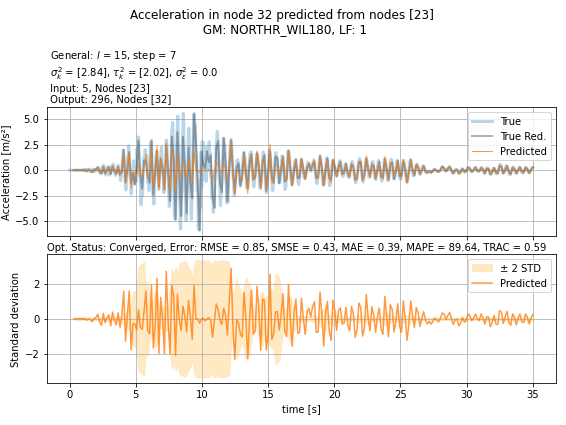 Acceleration in node 32 predicted from nodes [23]
GM: NORTHR_WIL180, LF: 1
General: l = 15, step = 7
σ²ₖ = [2.84], τ²ₖ = [2.02], σ²ε = 0.0
Input: 5, Nodes [23]
Output: 296, Nodes [32]
Acceleration [m/s²]
5.0
2.5
0.0
−2.5
−5.0
True
True Red.
Predicted
Opt. Status: Converged, Error: RMSE = 0.85, SMSE = 0.43, MAE = 0.39, MAPE = 89.64, TRAC = 0.59
Standard deviation
2
0
−2
± 2 STD
Predicted
0 5 10 15 20 25 30 35
time [s]